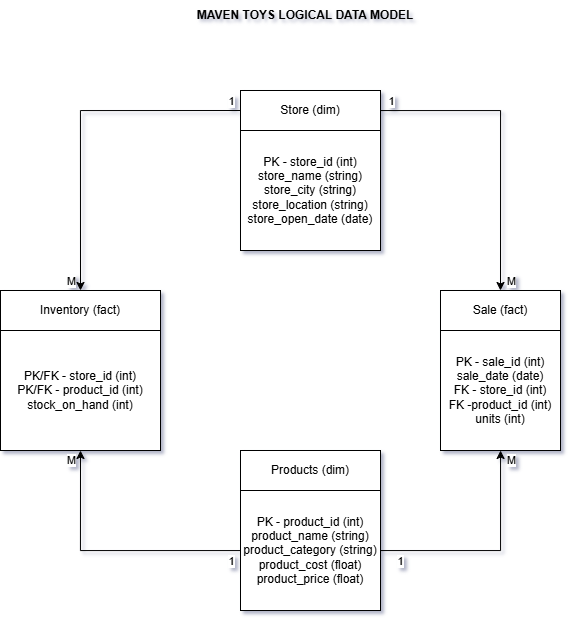 MAVEN TOYS LOGICAL DATA MODEL
1
1
Store (dim)
PK - store_id (int)
store_name (string)
store_city (string)
store_location (string)
store_open_date (date)
M
M
Inventory (fact)
PK/FK - store_id (int)
PK/FK - product_id (int)
stock_on_hand (int)
Sale (fact)
PK - sale_id (int)
sale_date (date)
FK - store_id (int)
FK -product_id (int)
units (int)
M
M
Products (dim)
PK - product_id (int)
product_name (string)
product_category (string)
product_cost (float)
product_price (float)
1
1